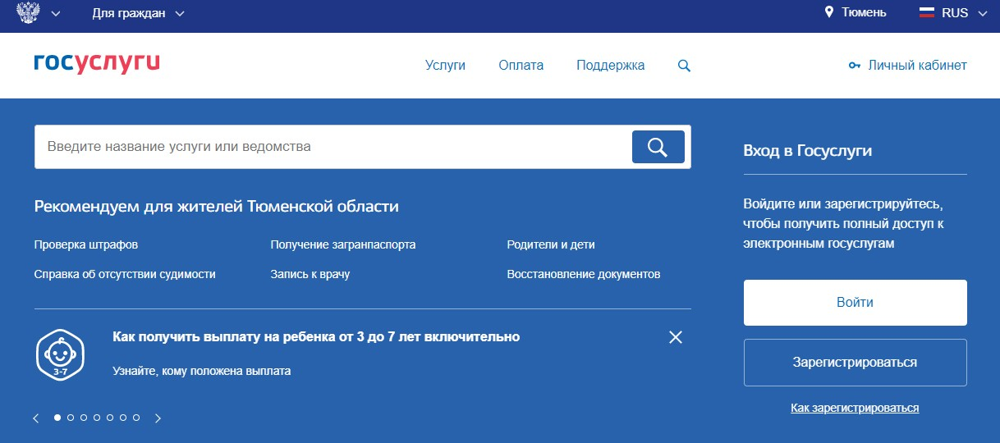 Для граждан
Тюмень
RUS
госуслуги
Услуги
Оплата
Поддержка
Личный кабинет
Введите название услуги или ведомства
Рекомендуем для жителей Тюменской области
Проверка штрафов
Получение загранпаспорта
Родители и дети
Справка об отсутствии судимости
Запись к врачу
Восстановление документов
3-7
Как получить выплату на ребенка от 3 до 7 лет включительно
Узнайте, кому положена выплата
Вход в Госуслуги
Войдите или зарегистрируйтесь,
чтобы получить полный доступ к
электронным госуслугам
Войти
Зарегистрироваться
Как зарегистрироваться